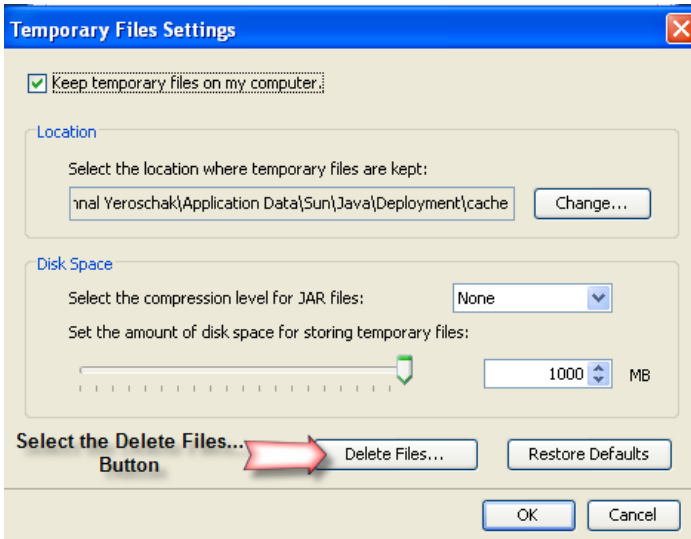 Temporary Files Settings
Keep temporary files on my computer.
Location
Select the location where temporary files are kept:
nnal Yeroschak\Application Data\Sun\Java\Deployment\cache
Change...
Disk Space
Select the compression level for JAR files:
None
Set the amount of disk space for storing temporary files:
1000
MB
Select the Delete Files...
Button
Delete Files...
Restore Defaults
OK
Cancel